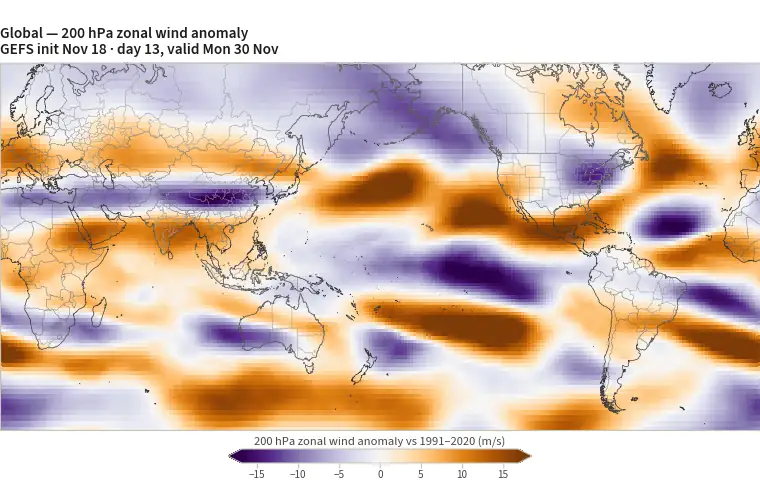 Global — 200 hPa zonal wind anomaly
GEFS init Nov 18 · day 13, valid Mon 30 Nov
200 hPa zonal wind anomaly vs 1991–2020 (m/s)
−15 −10 −5 0 5 10 15